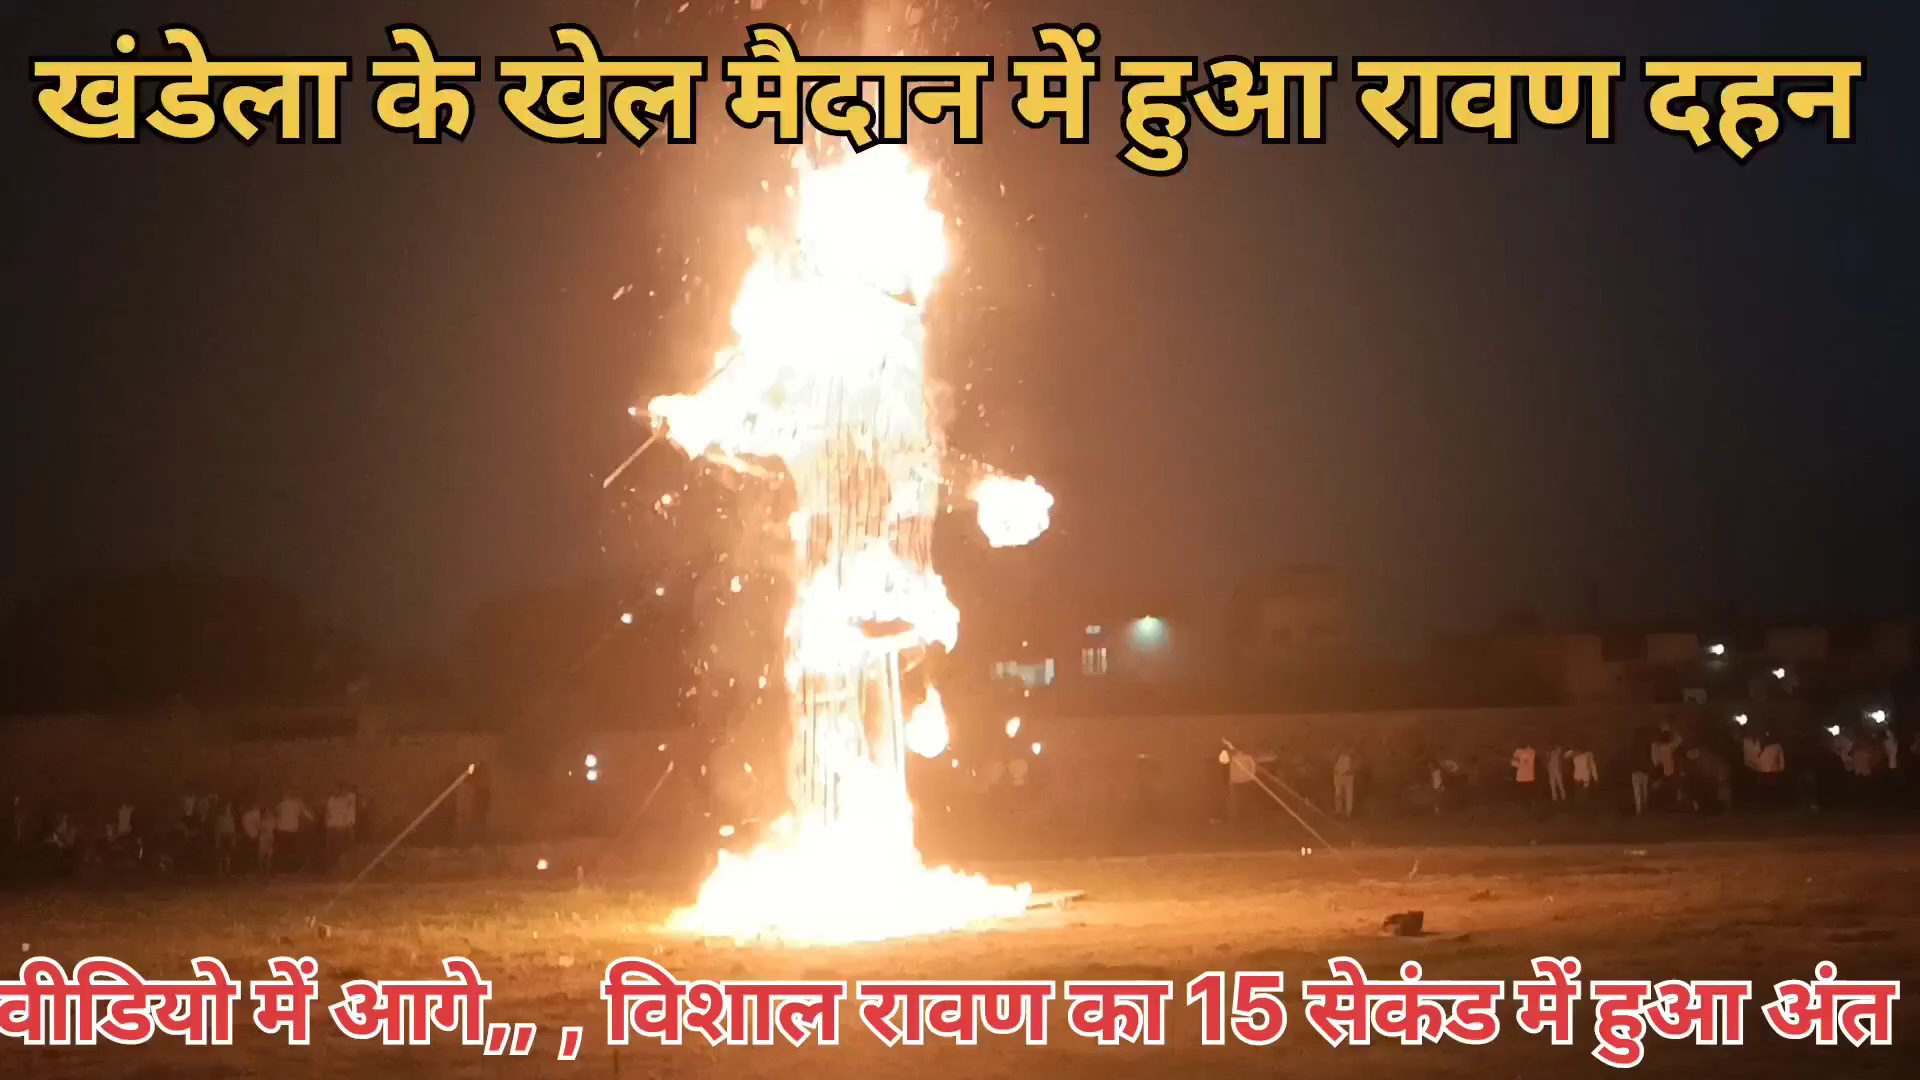 खंडेला के खेल मैदान में हुआ रावण दहन
वीडियो में आगे,, , विशाल रावण का 15 सेकंड में हुआ अंत